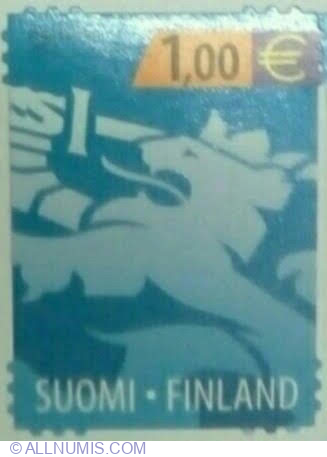 1,00 €
SUOMI • FINLAND
© ALLNUMIS.COM